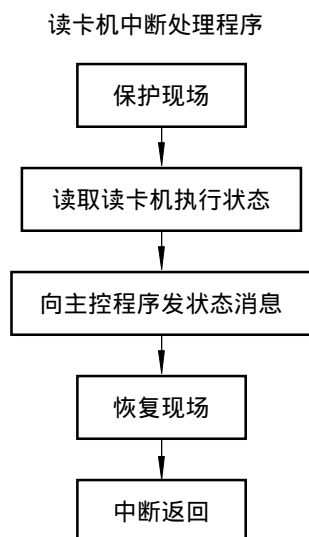 读卡机中断处理程序
保护现场
读取读卡机执行状态
向主控程序发状态消息
恢复现场
中断返回